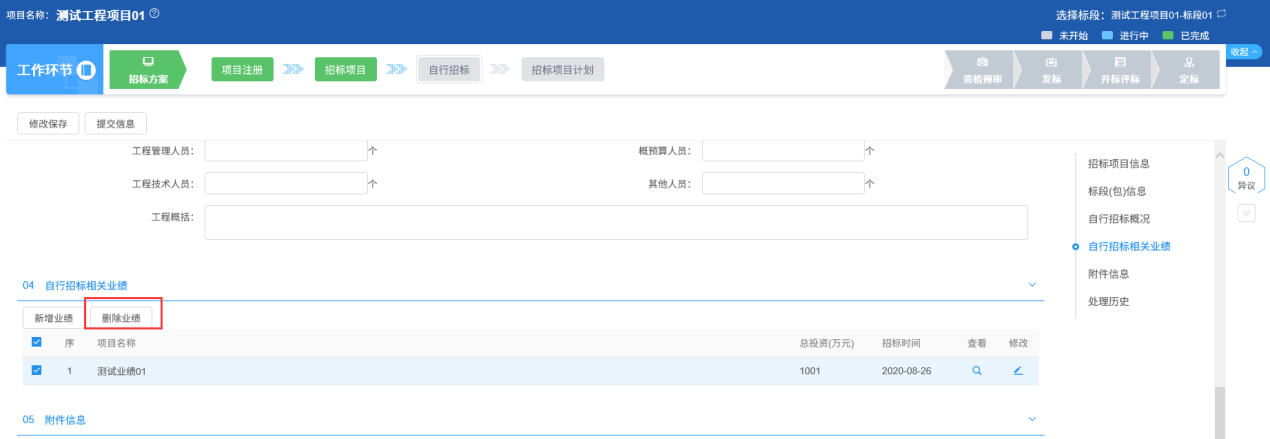 项目名称: 测试工程项目01
选择标段: 测试工程项目01-标段01
未开始 进行中 已完成
收起
工作环节
招标方案
项目注册
招标项目
自行招标
招标项目计划
资格预审
发标
开标评标
定标
修改保存
提交信息
工程管理人员: 个
概预算人员: 个
工程技术人员: 个
其他人员: 个
工程概括:
04 自行招标相关业绩
新增业绩
删除业绩
序 项目名称 总投资(万元) 招标时间 查看 修改
1 测试业绩01 1001 2020-08-26
05 附件信息
招标项目信息
标段(包)信息
自行招标概况
自行招标相关业绩
附件信息
处理历史
0
异议